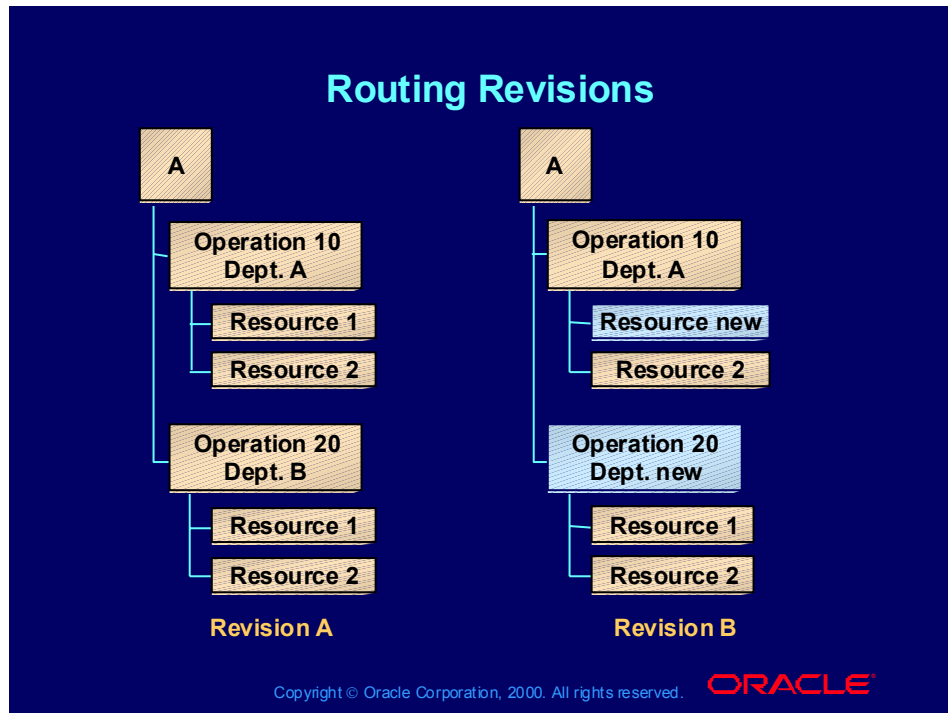 Routing Revisions
A
Operation 10
Dept. A
Resource 1
Resource 2
Operation 20
Dept. B
Resource 1
Resource 2
Revision A
A
Operation 10
Dept. A
Resource new
Resource 2
Operation 20
Dept. new
Resource 1
Resource 2
Revision B
Copyright © Oracle Corporation, 2000. All rights reserved.
ORACLE®